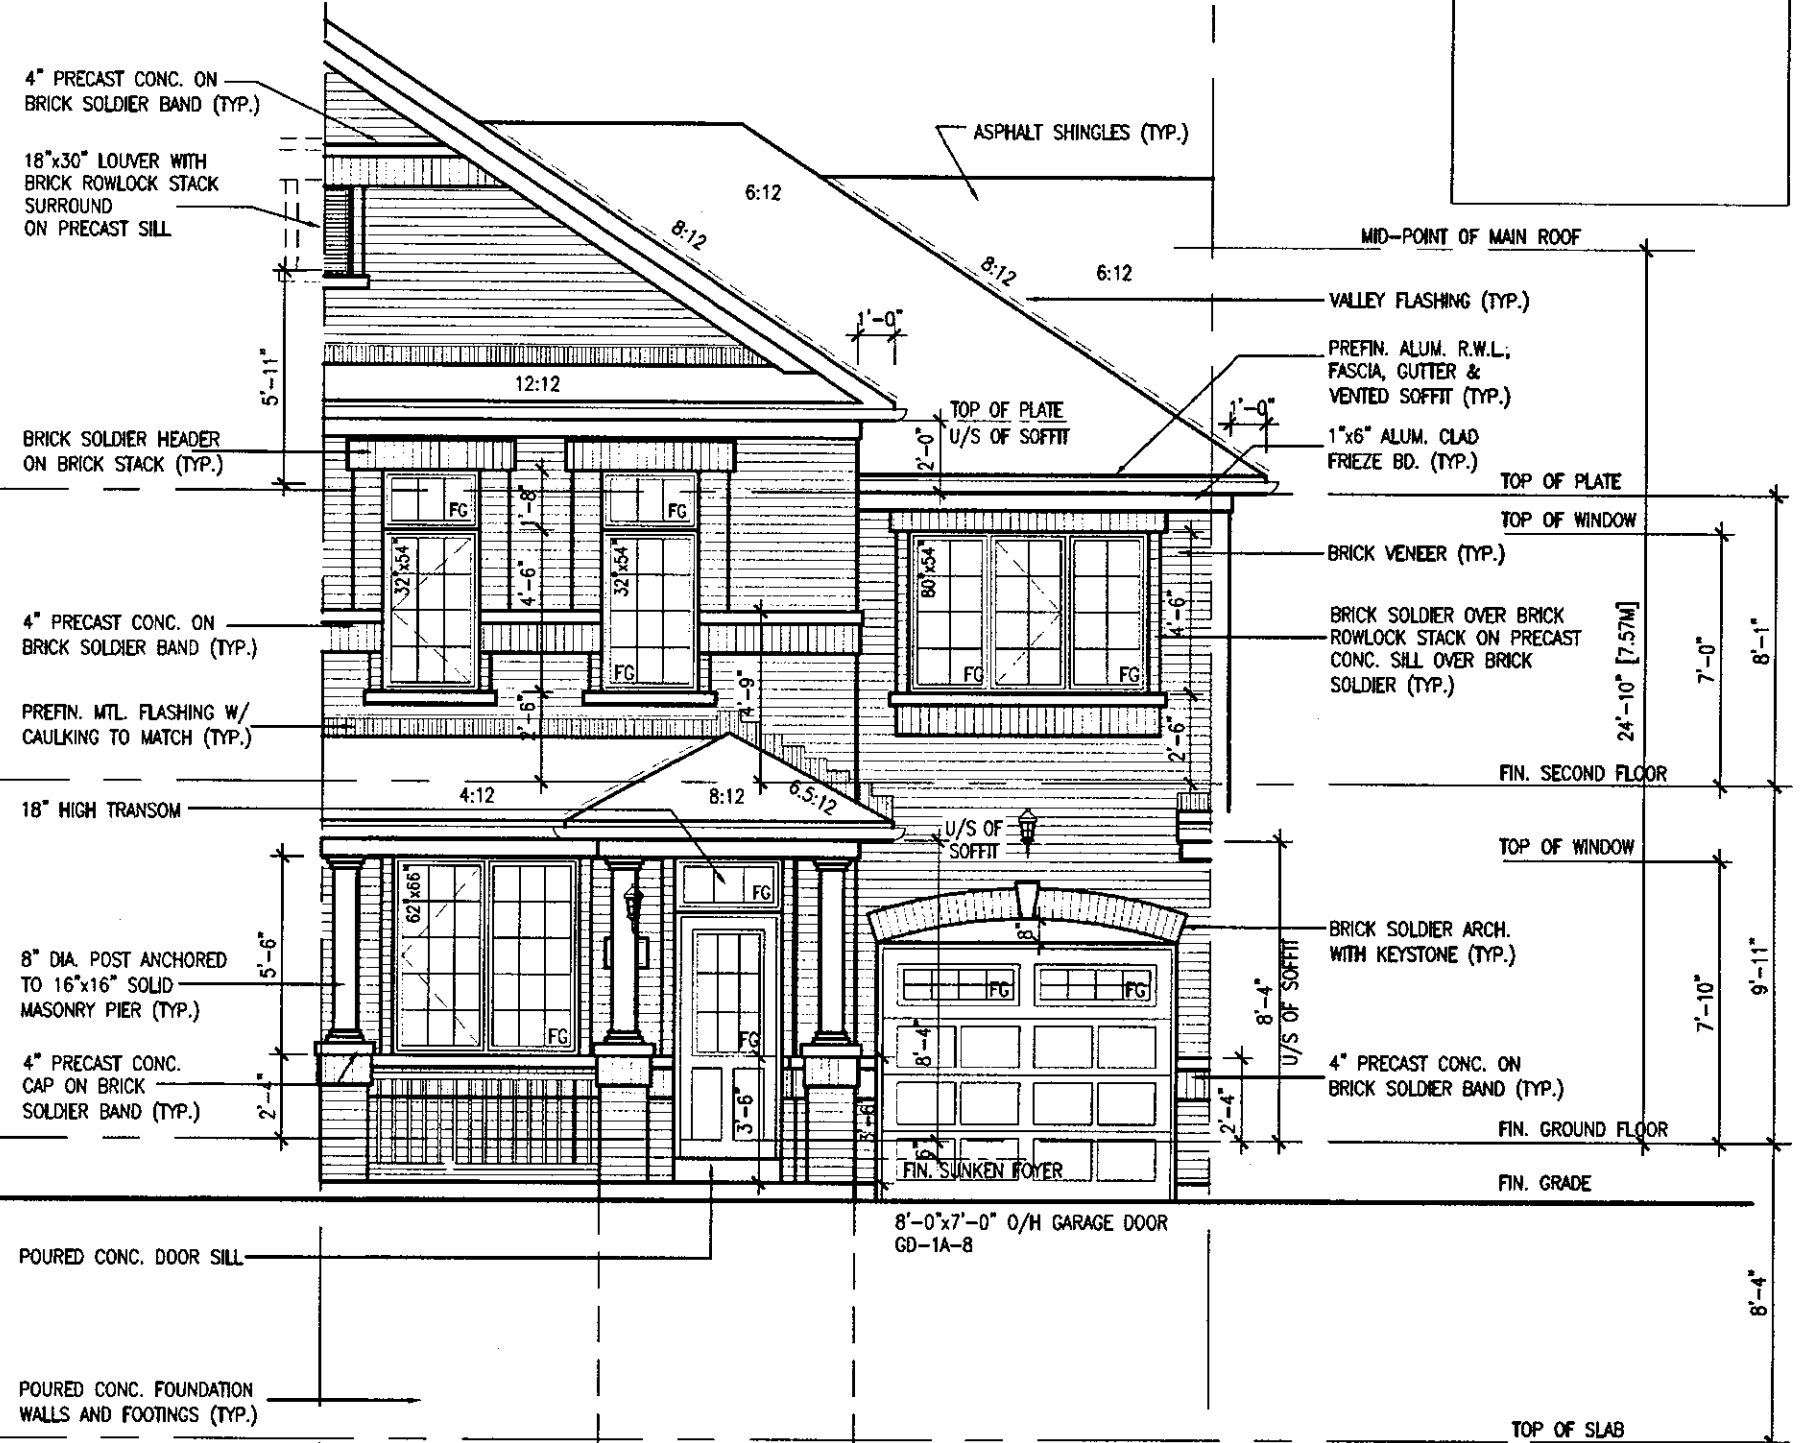 4" PRECAST CONC. ON
BRICK SOLDIER BAND (TYP.)
18"x30" LOUVER WITH
BRICK ROWLOCK STACK
SURROUND
ON PRECAST SILL
5'-11"
BRICK SOLDIER HEADER
ON BRICK STACK (TYP.)
4" PRECAST CONC. ON
BRICK SOLDIER BAND (TYP.)
PREFIN. MTL. FLASHING W/
CAULKING TO MATCH (TYP.)
18" HIGH TRANSOM
8" DIA. POST ANCHORED
TO 16"x16" SOLID
MASONRY PIER (TYP.)
5'-6"
4" PRECAST CONC.
CAP ON BRICK
SOLDIER BAND (TYP.)
2'-4"
POURED CONC. DOOR SILL
POURED CONC. FOUNDATION
WALLS AND FOOTINGS (TYP.)
6:12
8:12
8:12
6:12
12:12
1'-0"
TOP OF PLATE
U/S OF SOFFIT
2'-0"
1'-0"
FG
FG
1'-8"
32"x54"
4'-6"
32"x54"
FG
2'-6"
4'-9"
80"x54"
FG
FG
4'-6"
2'-6"
4:12
8:12
6.5:12
U/S OF
SOFFIT
62"x66"
FG
FG
FG
3'-6"
3'-6"
8"
FG
FG
8'-4"
6"
FIN. SUNKEN FOYER
8'-0"x7'-0" O/H GARAGE DOOR
GD-1A-8
ASPHALT SHINGLES (TYP.)
MID-POINT OF MAIN ROOF
VALLEY FLASHING (TYP.)
PREFIN. ALUM. R.W.L.;
FASCIA, GUTTER &
VENTED SOFFIT (TYP.)
1"x6" ALUM. CLAD
FRIEZE BD. (TYP.)
TOP OF PLATE
TOP OF WINDOW
BRICK VENEER (TYP.)
BRICK SOLDIER OVER BRICK
ROWLOCK STACK ON PRECAST
CONC. SILL OVER BRICK
SOLDIER (TYP.)
24'-10" [7.57M]
7'-0"
8'-1"
FIN. SECOND FLOOR
TOP OF WINDOW
BRICK SOLDIER ARCH.
WITH KEYSTONE (TYP.)
8'-4"
U/S OF SOFFIT
7'-10"
9'-11"
4" PRECAST CONC. ON
BRICK SOLDIER BAND (TYP.)
2'-4"
FIN. GROUND FLOOR
FIN. GRADE
8'-4"
TOP OF SLAB